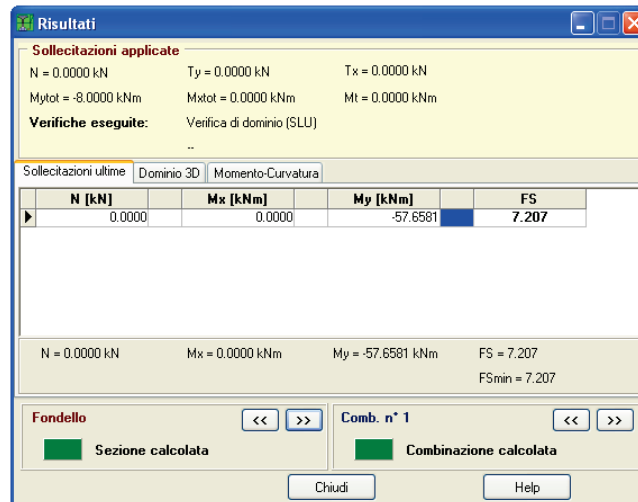 Risultati
Sollecitazioni applicate
N = 0.0000 kN Ty = 0.0000 kN Tx = 0.0000 kN
Mytot = -8.0000 kNm Mxtot = 0.0000 kNm Mt = 0.0000 kNm
Verifiche eseguite: Verifica di dominio (SLU)
..
Sollecitazioni ultime Dominio 3D Momento-Curvatura
N [kN] Mx [kNm] My [kNm] FS
0.0000 0.0000 -57.6581 7.207
N = 0.0000 kN Mx = 0.0000 kNm My = -57.6581 kNm FS = 7.207
FSmin = 7.207
Fondello << >> Comb. n° 1 << >>
Sezione calcolata Combinazione calcolata
Chiudi Help